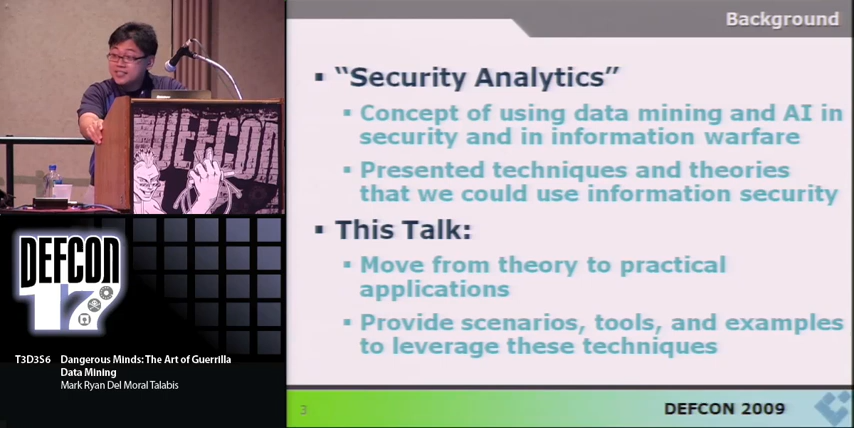 Background
▪ “Security Analytics”
▪ Concept of using data mining and AI in
security and in information warfare
▪ Presented techniques and theories
that we could use information security
▪ This Talk:
▪ Move from theory to practical
applications
▪ Provide scenarios, tools, and examples
to leverage these techniques
3
DEFCON 2009
DEFCON
DEFCON
17
T3D3S6 Dangerous Minds: The Art of Guerrilla
Data Mining
Mark Ryan Del Moral Talabis